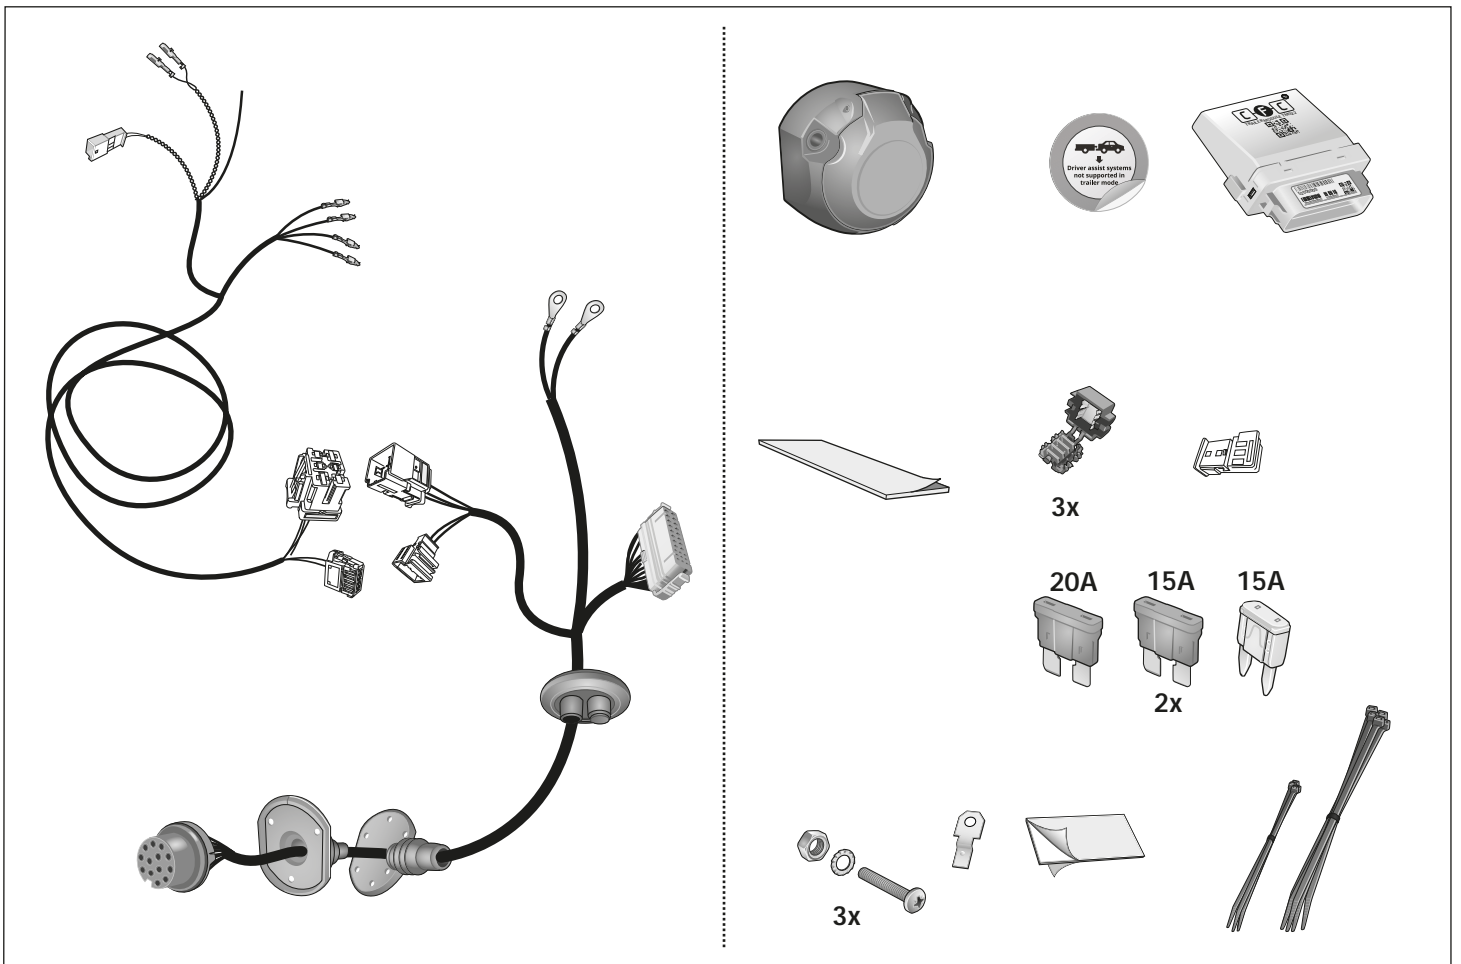 C F C
Driver assist systems
not supported in
trailer mode
3x
20A
15A
15A
2x
3x